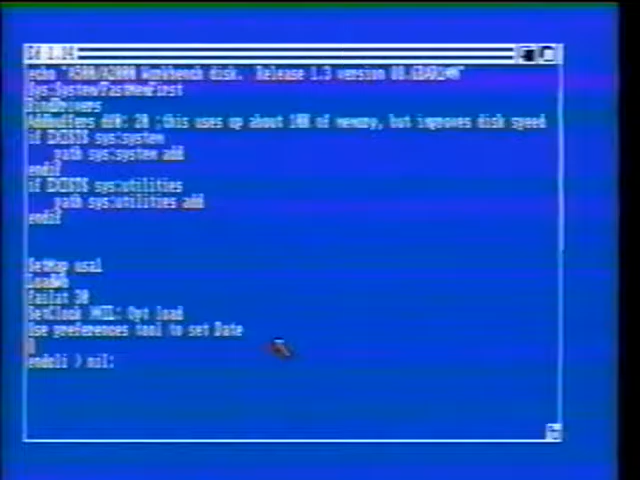 Ed 1.14
echo "A500/A2000 Workbench disk.  Release 1.3 version
Sys:System/FastMemFirst
BindDrivers
Addbuffers df0: 20 ;this uses up about 10K of memory, but improves disk speed
if EXISTS sys:system
path sys:system add
endif
if EXISTS sys:utilities
path sys:utilities add
endif
SetMap usa1
LoadWb
failat 30
SetClock >NIL: Opt load
Use preferences tool to set Date
endcli > nil: